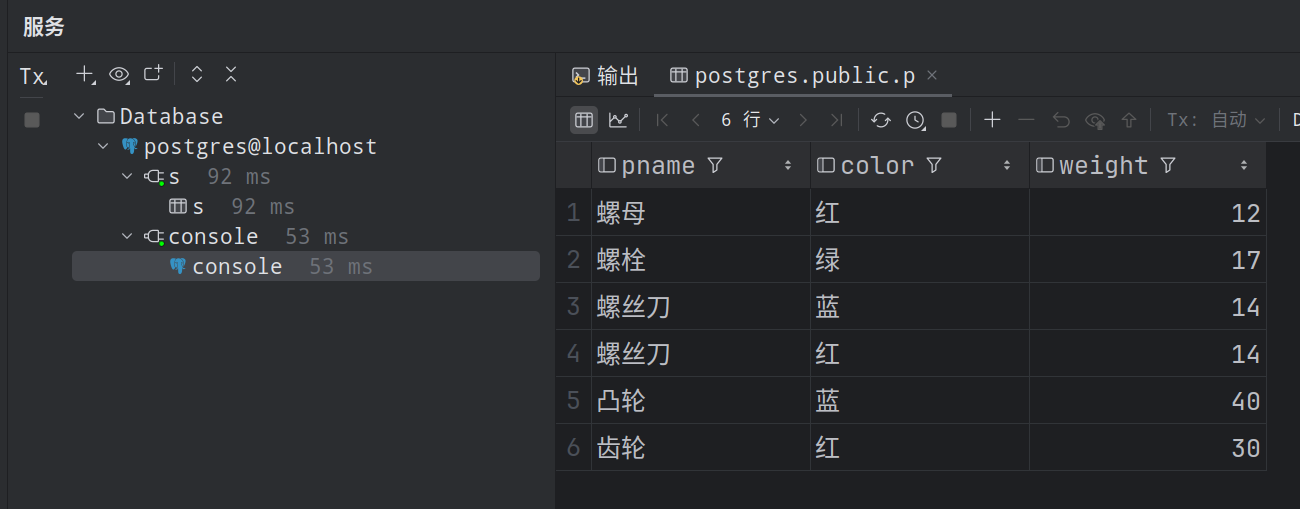 服务
Tx
Database
postgres@localhost
s 92 ms
s 92 ms
console 53 ms
console 53 ms
输出 postgres.public.p ×
6 行 Tx: 自动 D
pname color weight
1 螺母 红 12
2 螺栓 绿 17
3 螺丝刀 蓝 14
4 螺丝刀 红 14
5 凸轮 蓝 40
6 齿轮 红 30